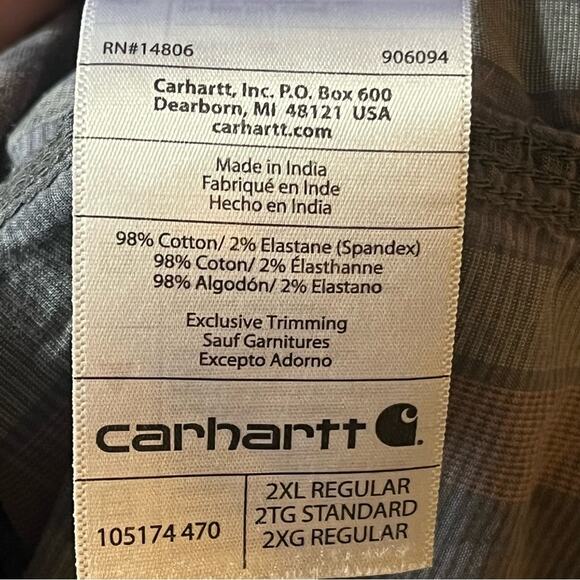 RN#14806 906094
Carhartt, Inc. P.O. Box 600
Dearborn, MI 48121 USA
carhartt.com
Made in India
Fabriqué en Inde
Hecho en India
98% Cotton/ 2% Elastane (Spandex)
98% Coton/ 2% Élasthanne
98% Algodón/ 2% Elastano
Exclusive Trimming
Sauf Garnitures
Excepto Adorno
carhartt
105174 470
2XL REGULAR
2TG STANDARD
2XG REGULAR